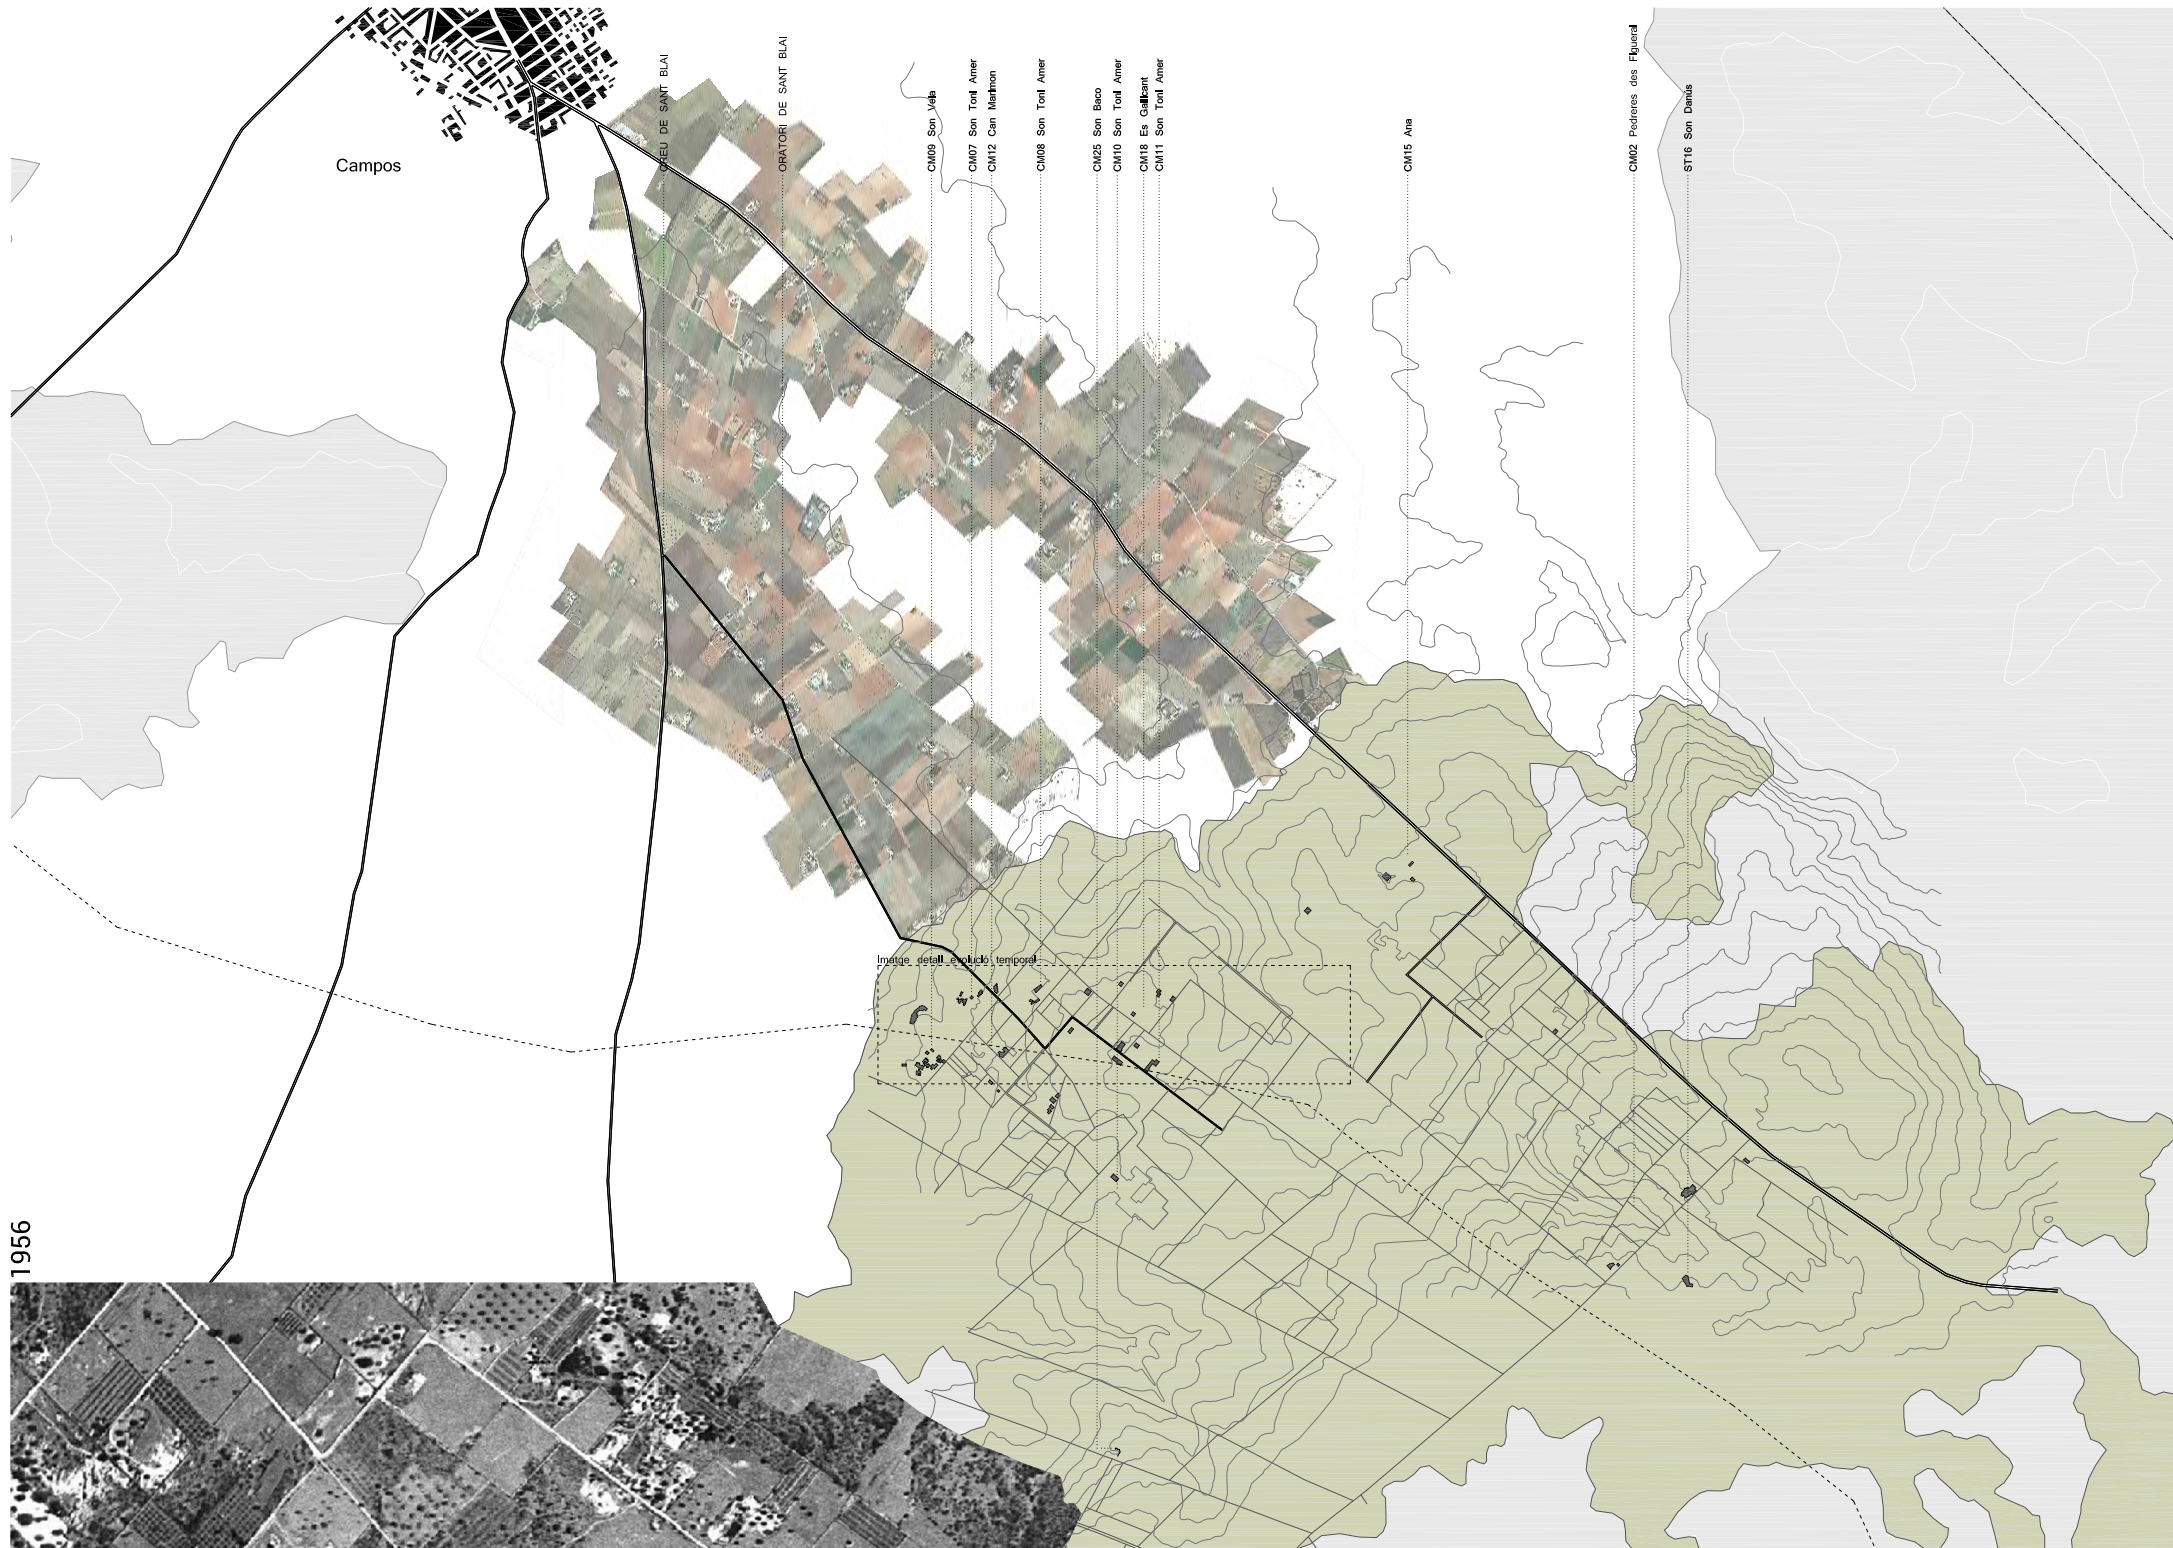 Campos
CREU DE SANT BLAI
ORATORI DE SANT BLAI
CM09 Son Vela
CM07 Son Toni Amer
CM12 Can Marimon
CM08 Son Toni Amer
CM25 Son Baco
CM10 Son Toni Amer
CM18 Es Gallicant
CM11 Son Toni Amer
CM15 Ana
CM02 Pedreres des Figueral
ST16 Son Danús
Imatge detall evolució temporal
1956